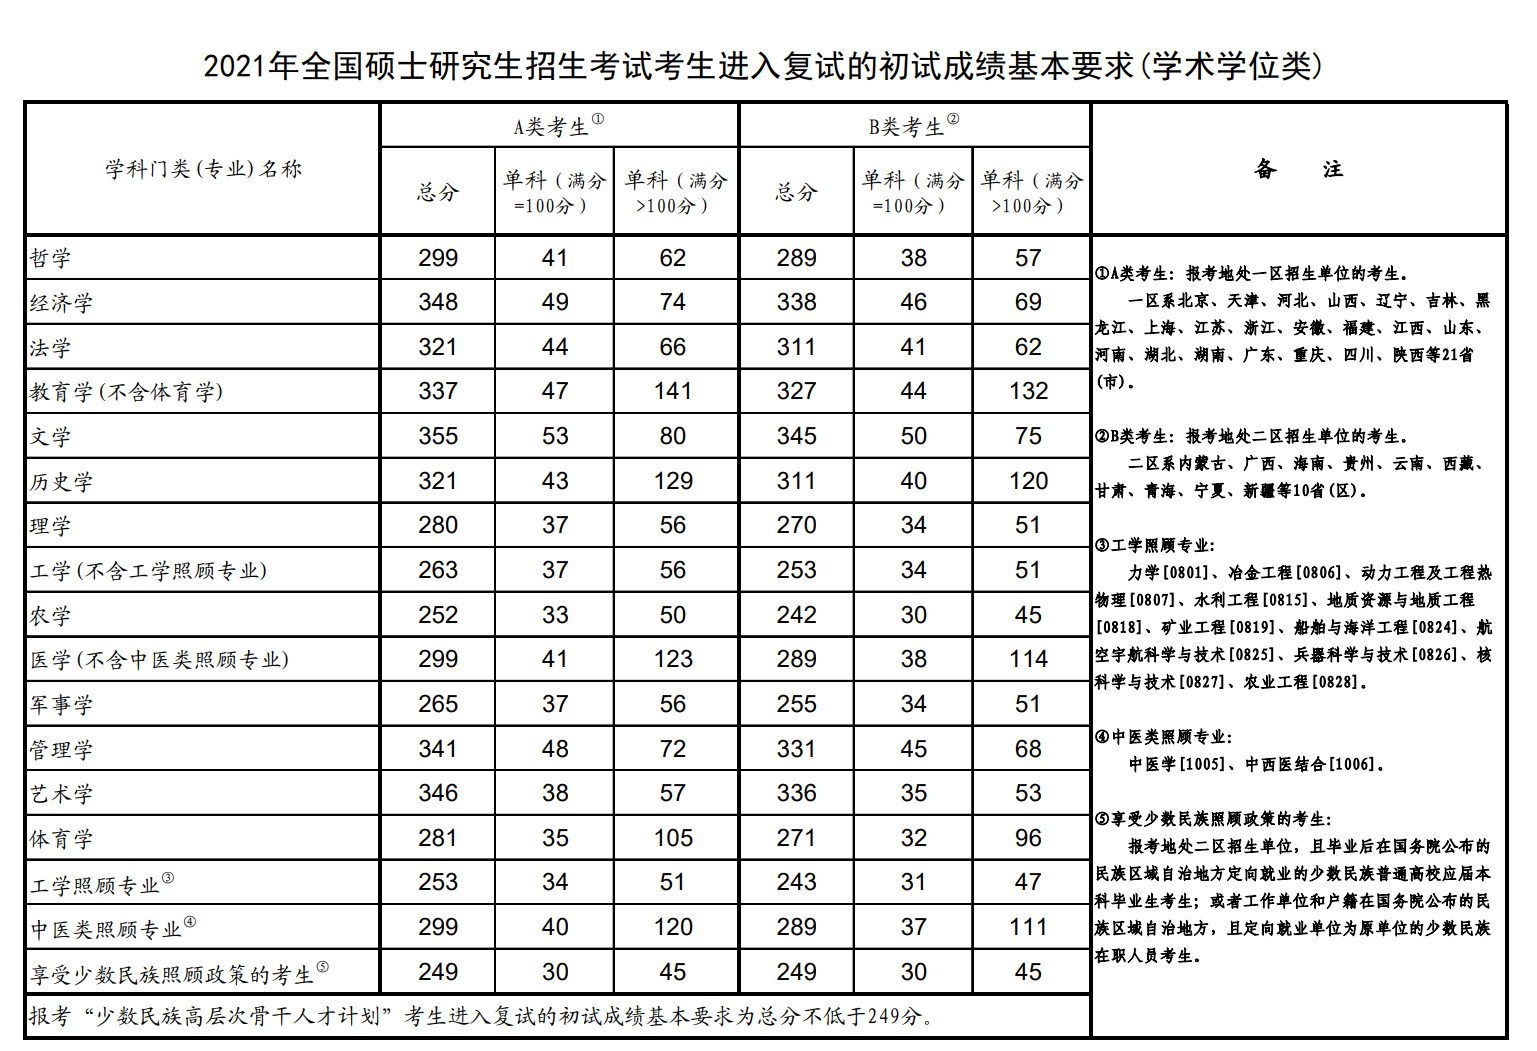 2021年全国硕士研究生招生考试考生进入复试的初试成绩基本要求(学术学位类)
学科门类(专业)名称 A类考生① B类考生② 备 注
总分 单科（满分=100分） 单科（满分>100分） 总分 单科（满分=100分） 单科（满分>100分）
哲学 299 41 62 289 38 57
经济学 348 49 74 338 46 69
法学 321 44 66 311 41 62
教育学(不含体育学) 337 47 141 327 44 132
文学 355 53 80 345 50 75
历史学 321 43 129 311 40 120
理学 280 37 56 270 34 51
工学(不含工学照顾专业) 263 37 56 253 34 51
农学 252 33 50 242 30 45
医学(不含中医类照顾专业) 299 41 123 289 38 114
军事学 265 37 56 255 34 51
管理学 341 48 72 331 45 68
艺术学 346 38 57 336 35 53
体育学 281 35 105 271 32 96
工学照顾专业③ 253 34 51 243 31 47
中医类照顾专业④ 299 40 120 289 37 111
享受少数民族照顾政策的考生⑤ 249 30 45 249 30 45
报考“少数民族高层次骨干人才计划”考生进入复试的初试成绩基本要求为总分不低于249分。
①A类考生：报考地处一区招生单位的考生。
一区系北京、天津、河北、山西、辽宁、吉林、黑
龙江、上海、江苏、浙江、安徽、福建、江西、山东、
河南、湖北、湖南、广东、重庆、四川、陕西等21省
(市)。
②B类考生：报考地处二区招生单位的考生。
二区系内蒙古、广西、海南、贵州、云南、西藏、
甘肃、青海、宁夏、新疆等10省(区)。
③工学照顾专业：
力学[0801]、冶金工程[0806]、动力工程及工程热
物理[0807]、水利工程[0815]、地质资源与地质工程
[0818]、矿业工程[0819]、船舶与海洋工程[0824]、航
空宇航科学与技术[0825]、兵器科学与技术[0826]、核
科学与技术[0827]、农业工程[0828]。
④中医类照顾专业：
中医学[1005]、中西医结合[1006]。
⑤享受少数民族照顾政策的考生：
报考地处二区招生单位，且毕业后在国务院公布的
民族区域自治地方定向就业的少数民族普通高校应届本
科毕业生考生；或者工作单位和户籍在国务院公布的民
族区域自治地方，且定向就业单位为原单位的少数民族
在职人员考生。